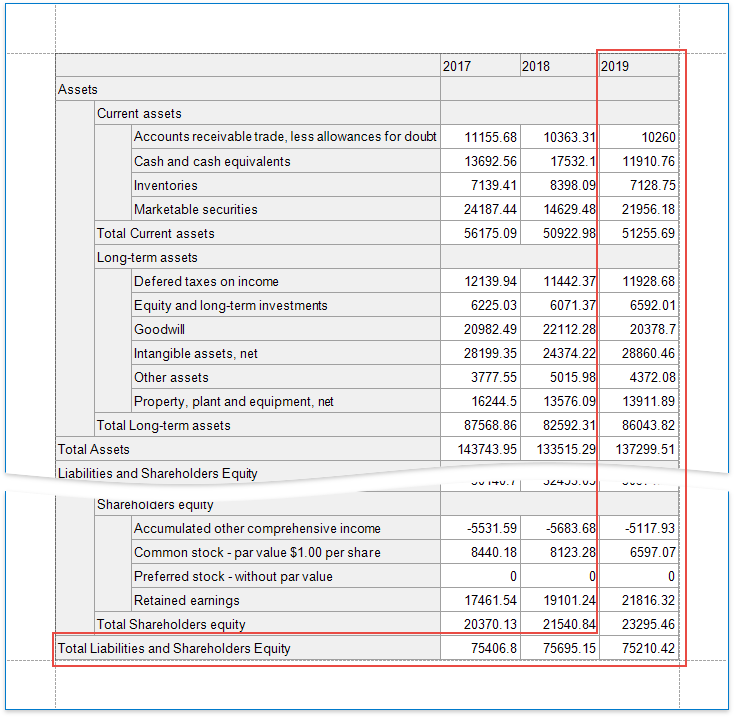 2017 2018 2019
Assets
Current assets
Accounts receivable trade, less allowances for doubt 11155.68 10363.31 10260
Cash and cash equivalents 13692.56 17532.1 11910.76
Inventories 7139.41 8398.09 7128.75
Marketable securities 24187.44 14629.48 21956.18
Total Current assets 56175.09 50922.98 51255.69
Long-term assets
Defered taxes on income 12139.94 11442.37 11928.68
Equity and long-term investments 6225.03 6071.37 6592.01
Goodwill 20982.49 22112.28 20378.7
Intangible assets, net 28199.35 24374.22 28860.46
Other assets 3777.55 5015.98 4372.08
Property, plant and equipment, net 16244.5 13576.09 13911.89
Total Long-term assets 87568.86 82592.31 86043.82
Total Assets 143743.95 133515.29 137299.51
Liabilities and Shareholders Equity
Shareholders equity
Accumulated other comprehensive income -5531.59 -5683.68 -5117.93
Common stock - par value $1.00 per share 8440.18 8123.28 6597.07
Preferred stock - without par value 0 0 0
Retained earnings 17461.54 19101.24 21816.32
Total Shareholders equity 20370.13 21540.84 23295.46
Total Liabilities and Shareholders Equity 75406.8 75695.15 75210.42